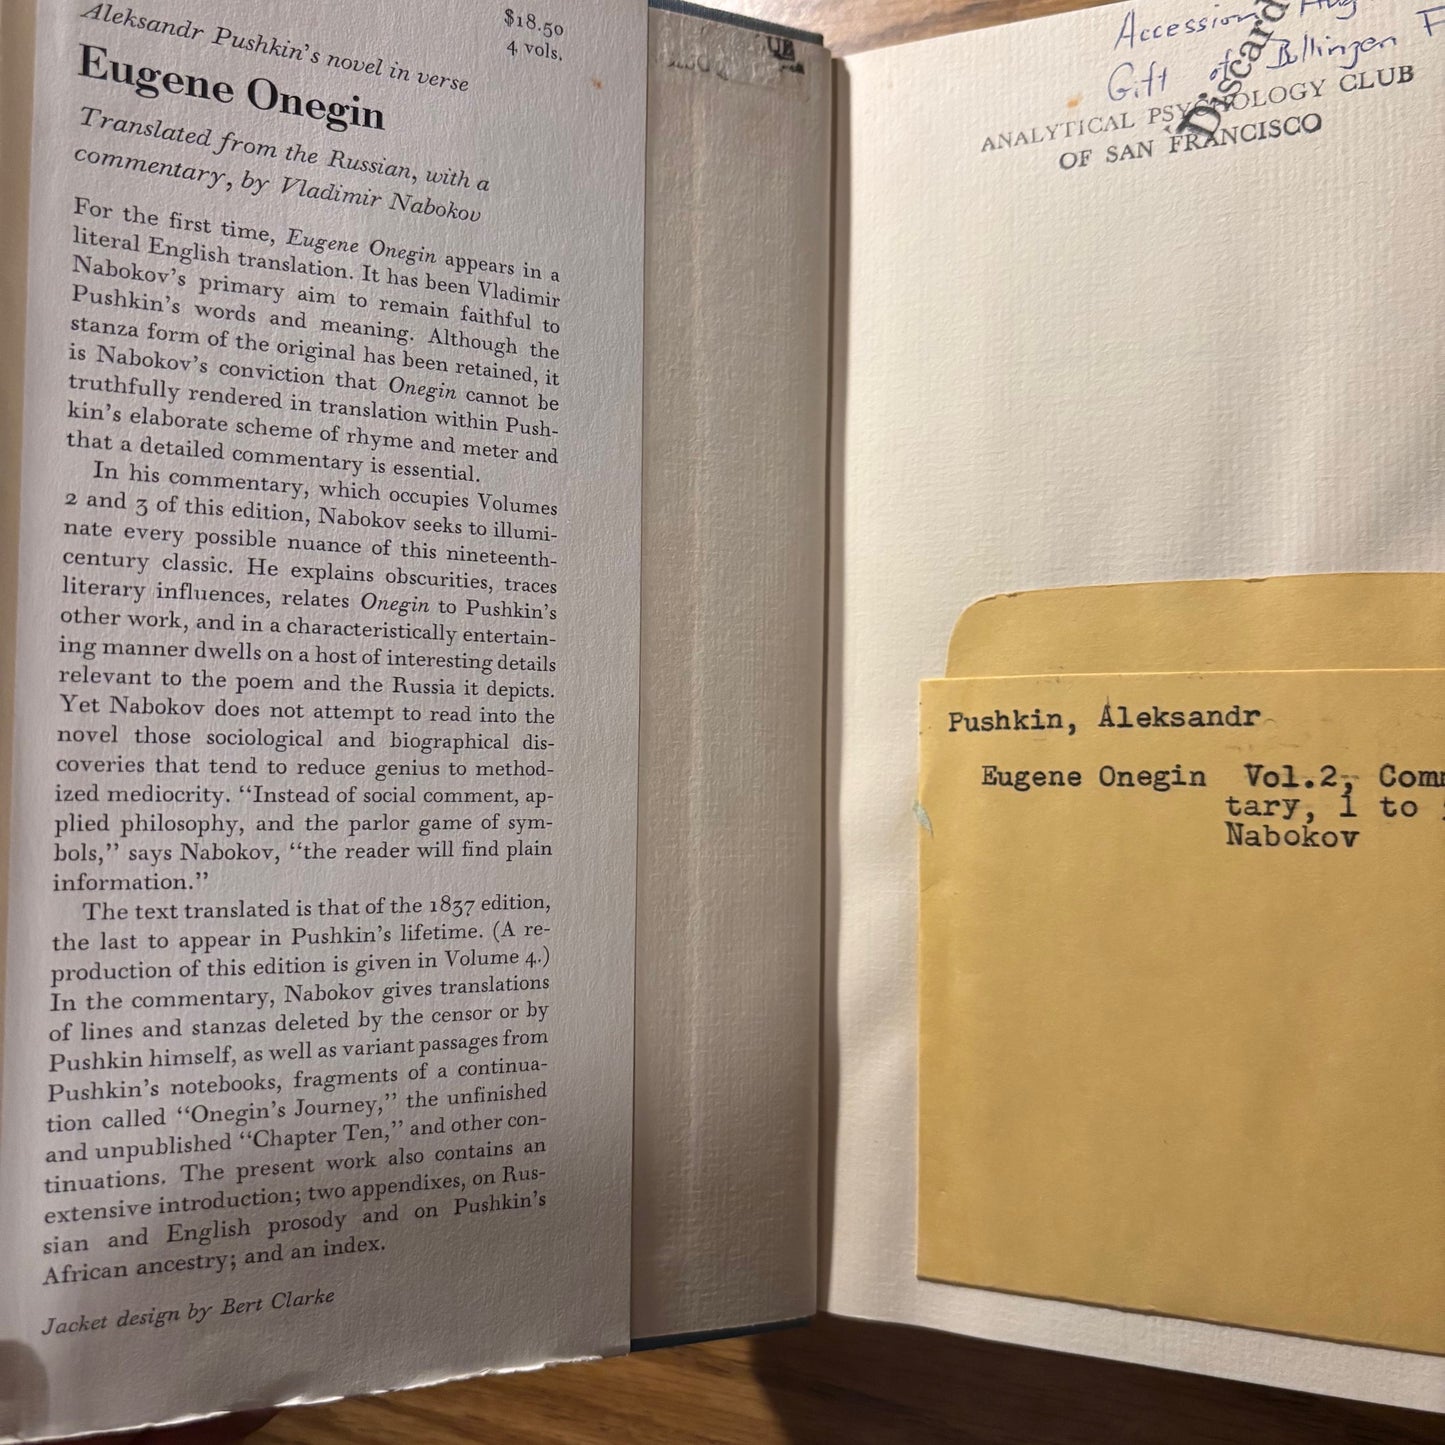 Aleksandr Pushkin's novel in verse
$18.50
4 vols.
Eugene Onegin
Translated from the Russian, with a
commentary, by Vladimir Nabokov
For the first time, Eugene Onegin appears in a
literal English translation. It has been Vladimir
Nabokov's primary aim to remain faithful to
Pushkin's words and meaning. Although the
stanza form of the original has been retained, it
is Nabokov's conviction that Onegin cannot be
truthfully rendered in translation within Push-
kin's elaborate scheme of rhyme and meter and
that a detailed commentary is essential.
In his commentary, which occupies Volumes
2 and 3 of this edition, Nabokov seeks to illumi-
nate every possible nuance of this nineteenth-
century classic. He explains obscurities, traces
literary influences, relates Onegin to Pushkin's
other work, and in a characteristically entertain-
ing manner dwells on a host of interesting details
relevant to the poem and the Russia it depicts.
Yet Nabokov does not attempt to read into the
novel those sociological and biographical dis-
coveries that tend to reduce genius to method-
ized mediocrity. "Instead of social comment, ap-
plied philosophy, and the parlor game of sym-
bols," says Nabokov, "the reader will find plain
information."
The text translated is that of the 1837 edition,
the last to appear in Pushkin's lifetime. (A re-
production of this edition is given in Volume 4.)
In the commentary, Nabokov gives translations
of lines and stanzas deleted by the censor or by
Pushkin himself, as well as variant passages from
Pushkin's notebooks, fragments of a continua-
tion called "Onegin's Journey," the unfinished
and unpublished "Chapter Ten," and other con-
tinuations. The present work also contains an
extensive introduction; two appendixes, on Rus-
sian and English prosody and on Pushkin's
African ancestry; and an index.
Jacket design by Bert Clarke
Accession Aug
Gift of Bollingen F
Discard
ANALYTICAL PSYCHOLOGY CLUB
OF SAN FRANCISCO
Pushkin, Aleksandr
Eugene Onegin Vol.2, Comm
tary, 1 to
Nabokov